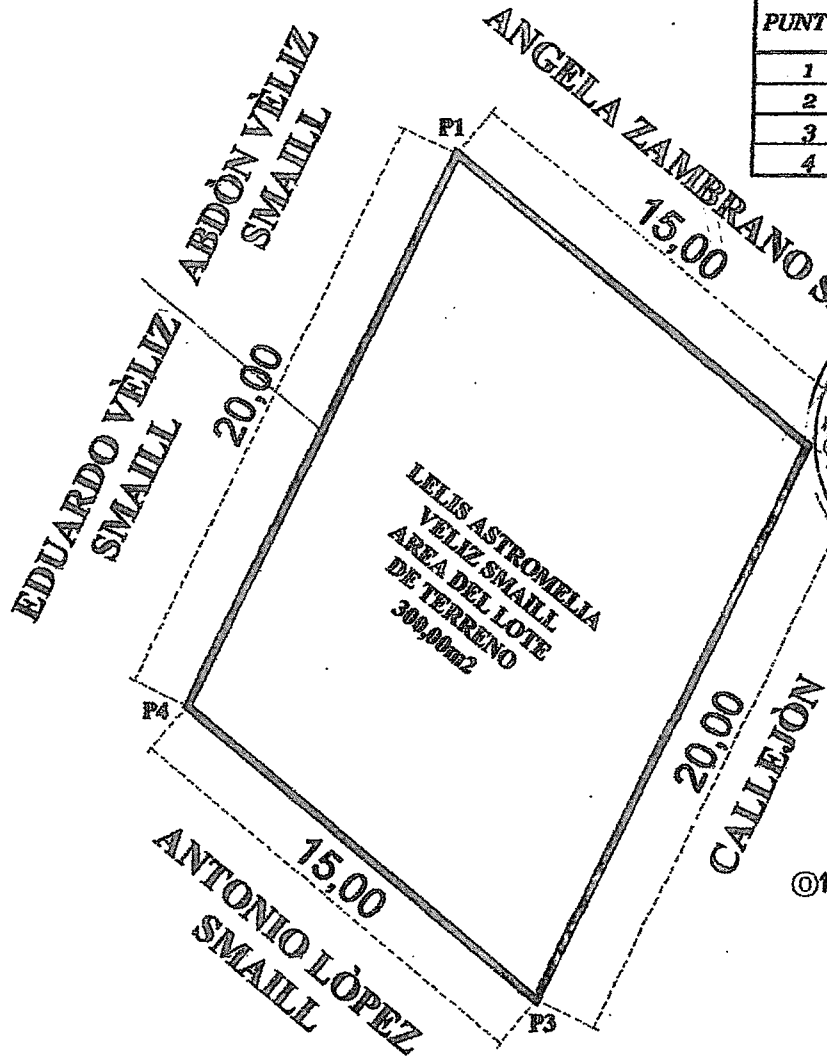 PUNT
1
2
3
4
ANGELA ZAMBRANO S
ABDÒN VÈLIZ
SMAILL
P1
15,00
EDUARDO VÈLIZ
SMAILL
20,00
LELIS ASTROMELIA
VELIZ SMAILL
AREA DEL LOTE
DE TERRENO
300,00m2
P4
20,00
CALLEJÒN
15,00
ANTONIO LÒPEZ
SMAILL
P3